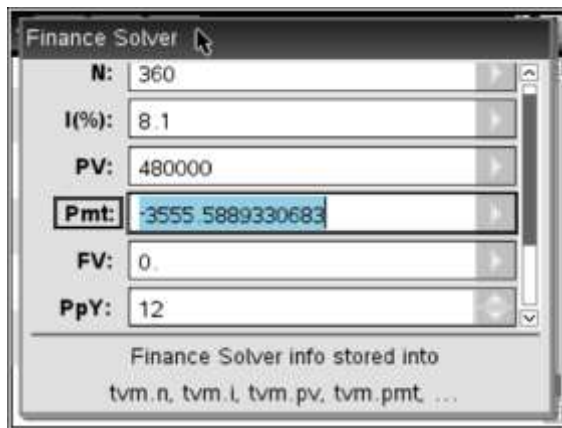 Finance Solver
N: 360
I(%): 8.1
PV: 480000
Pmt: -3555.5889330683
FV: 0.
PpY: 12
Finance Solver info stored into
tvm.n, tvm.i, tvm.pv, tvm.pmt, ...